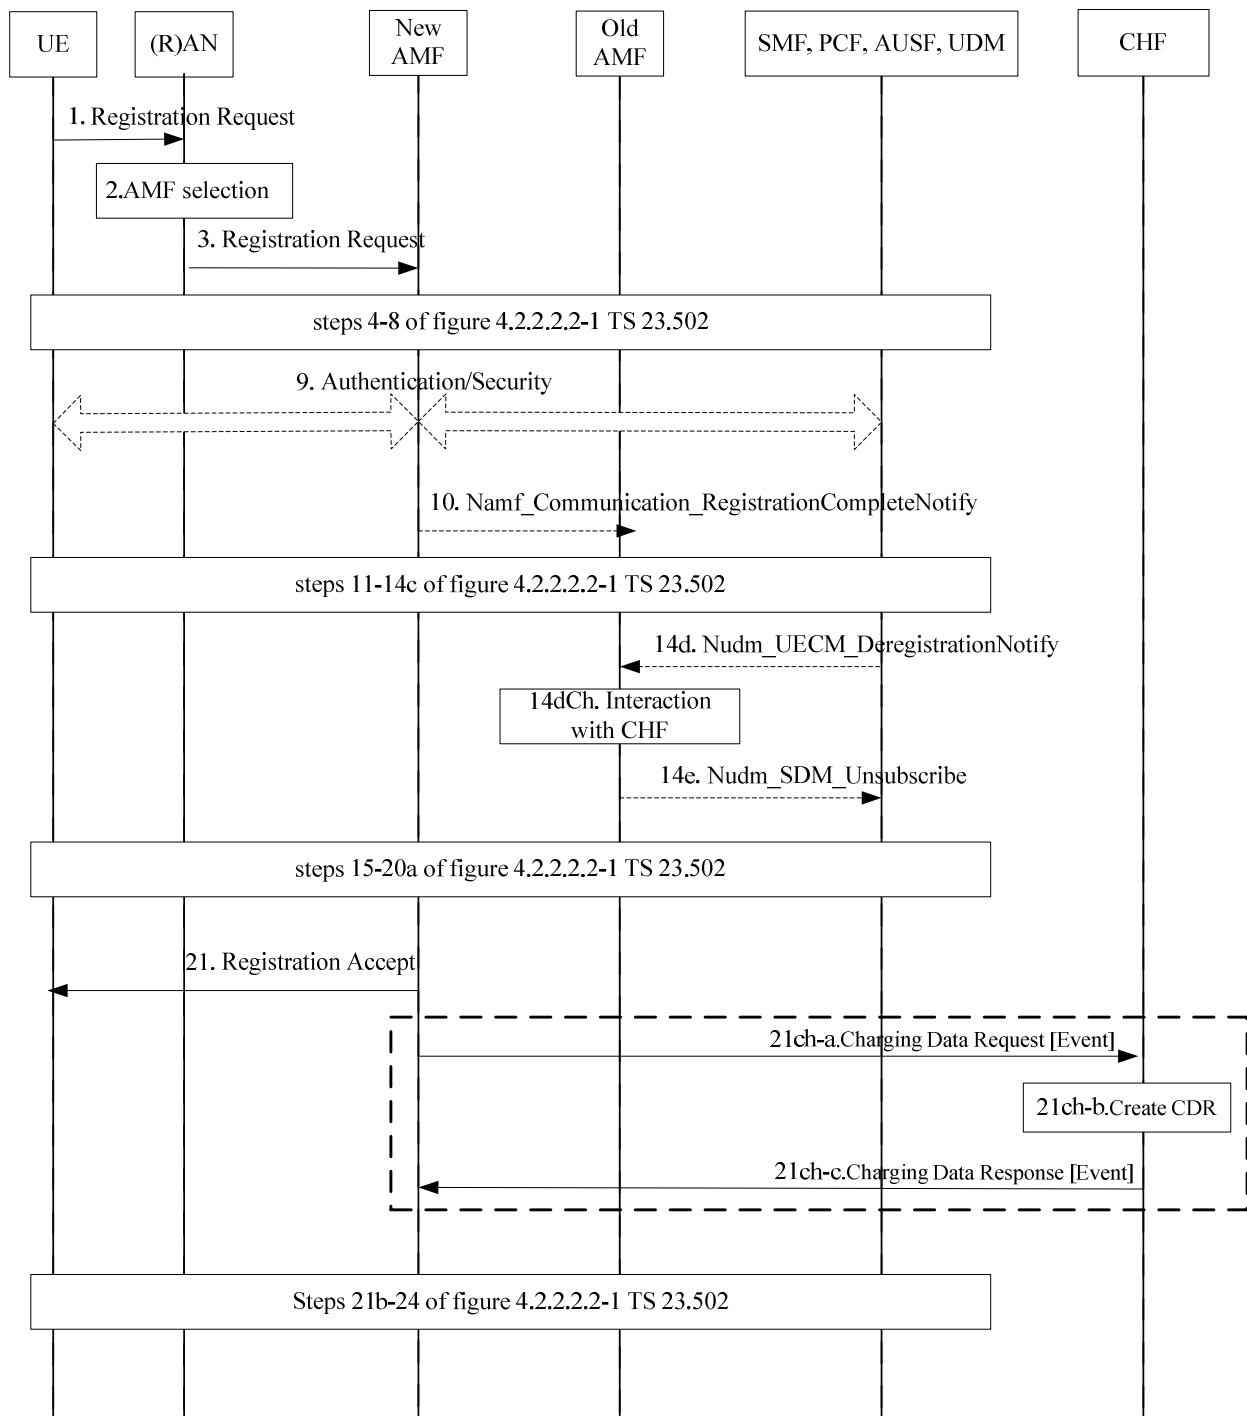 UE
(R)AN
New
AMF
Old
AMF
SMF, PCF, AUSF, UDM
CHF
1. Registration Request
2.AMF selection
3. Registration Request
steps 4-8 of figure 4.2.2.2.2-1 TS 23.502
9. Authentication/Security
10. Namf_Communication_RegistrationCompleteNotify
steps 11-14c of figure 4.2.2.2.2-1 TS 23.502
14d. Nudm_UECM_DeregistrationNotify
14dCh. Interaction
with CHF
14e. Nudm_SDM_Unsubscribe
steps 15-20a of figure 4.2.2.2.2-1 TS 23.502
21. Registration Accept
21ch-a.Charging Data Request [Event]
21ch-b.Create CDR
21ch-c.Charging Data Response [Event]
Steps 21b-24 of figure 4.2.2.2.2-1 TS 23.502